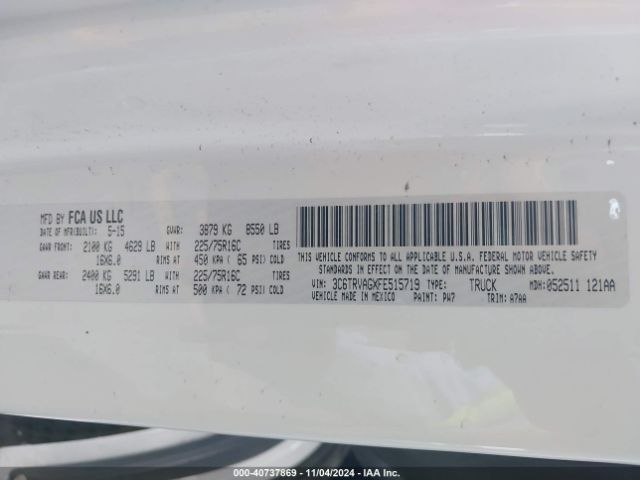 MFD BY FCA US LLC
DATE OF MFR(BUILT): 5-15 GVWR: 3879 KG 8550 LB
GAWR FRONT: 2100 KG 4629 LB WITH 225/75R16C TIRES
16X6.0 RIMS AT 450 KPA ( 65 PSI) COLD
GAWR REAR: 2400 KG 5291 LB WITH 225/75R16C TIRES
16X6.0 RIMS AT 500 KPA ( 72 PSI) COLD
THIS VEHICLE CONFORMS TO ALL APPLICABLE U.S.A. FEDERAL MOTOR VEHICLE SAFETY
STANDARDS IN EFFECT ON THE DATE OF MANUFACTURE SHOWN ABOVE.
VIN: 3C6TRVAGXFE515719 TYPE: TRUCK MDH: 052511 121AA
VEHICLE MADE IN MEXICO PAINT: PW7 TRIM: A7AA
000-40737869 - 11/04/2024 - IAA Inc.